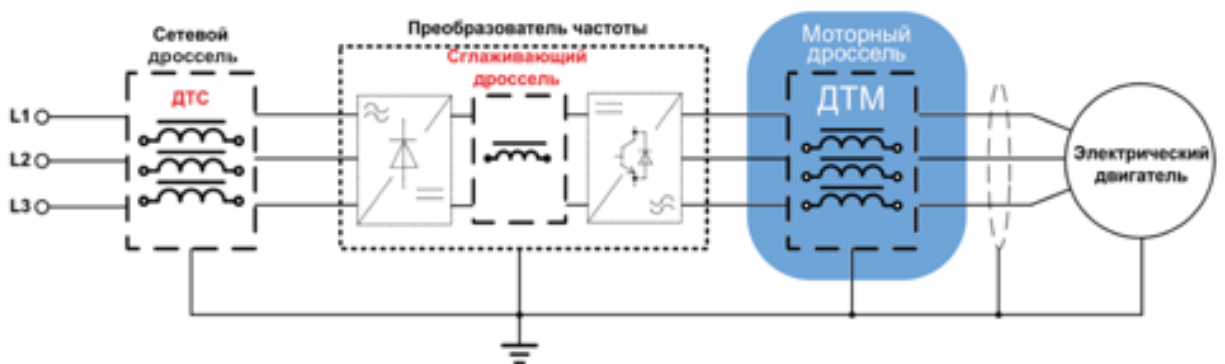 Сетевой
дроссель
ДТС
L1
L2
L3
Преобразователь частоты
Сглаживающий
дроссель
Моторный
дроссель
ДТМ
Электрический
двигатель